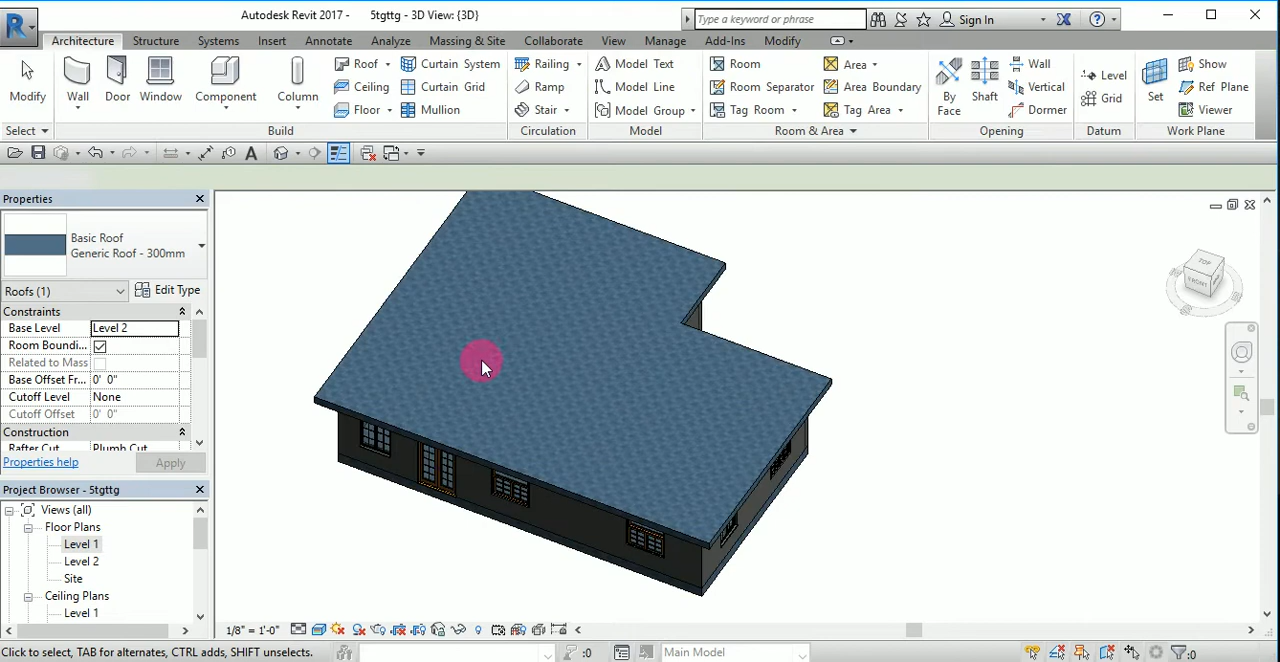 R Autodesk Revit 2017 - 5tgttg - 3D View: {3D} Type a keyword or phrase Sign In
Architecture Structure Systems Insert Annotate Analyze Massing & Site Collaborate View Manage Add-Ins Modify
Modify Wall Door Window Component Column
Roof Curtain System
Ceiling Curtain Grid
Floor Mullion
Railing
Ramp
Stair
Model Text
Model Line
Model Group
Room Area
Room Separator Area Boundary
Tag Room Tag Area
By Face Shaft
Wall
Vertical
Dormer
Level
Grid
Set
Show
Ref Plane
Viewer
Select Build Circulation Model Room & Area Opening Datum Work Plane
Properties
Basic Roof
Generic Roof - 300mm
Roofs (1) Edit Type
Constraints
Base Level Level 2
Room Boundi...
Related to Mass
Base Offset Fr... 0' 0"
Cutoff Level None
Cutoff Offset 0' 0"
Construction
Rafter Cut Plumb Cut
Properties help Apply
Project Browser - 5tgttg
Views (all)
Floor Plans
Level 1
Level 2
Site
Ceiling Plans
Level 1
TOP
FRONT
1/8" = 1'-0"
Click to select, TAB for alternates, CTRL adds, SHIFT unselects. :0 Main Model :0